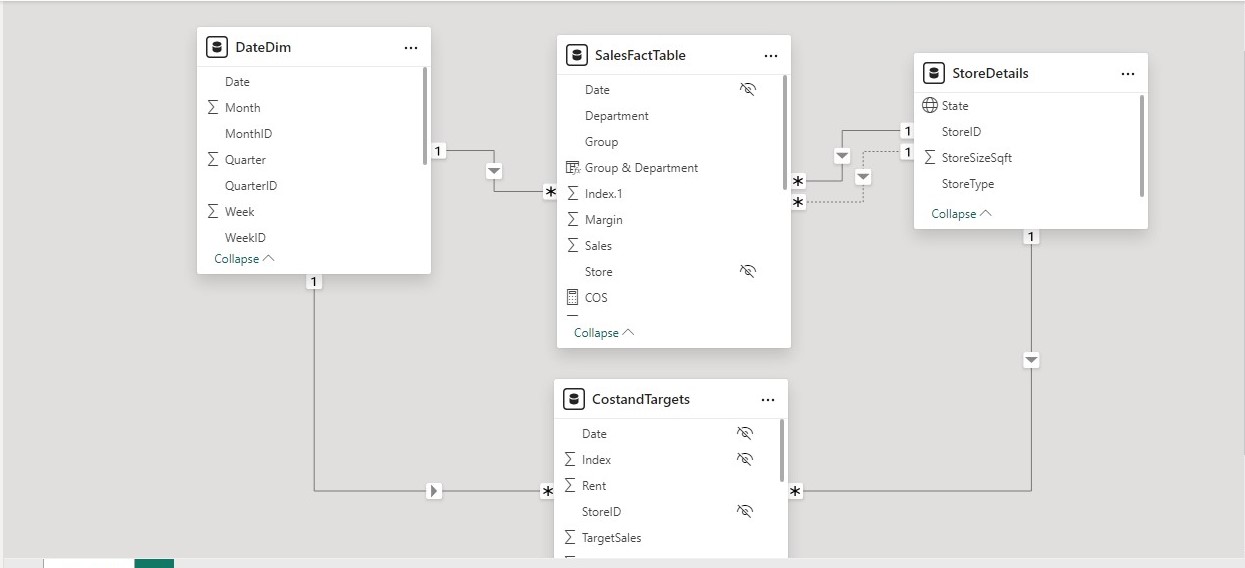 DateDim
...
Date
Month
MonthID
Quarter
QuarterID
Week
WeekID
Collapse
1
1
SalesFactTable
...
Date
Department
Group
Group & Department
Index.1
Margin
Sales
Store
COS
Collapse
*
*
*
StoreDetails
...
State
StoreID
StoreSizeSqft
StoreType
Collapse
1
1
1
CostandTargets
...
Date
Index
Rent
StoreID
TargetSales
*
*